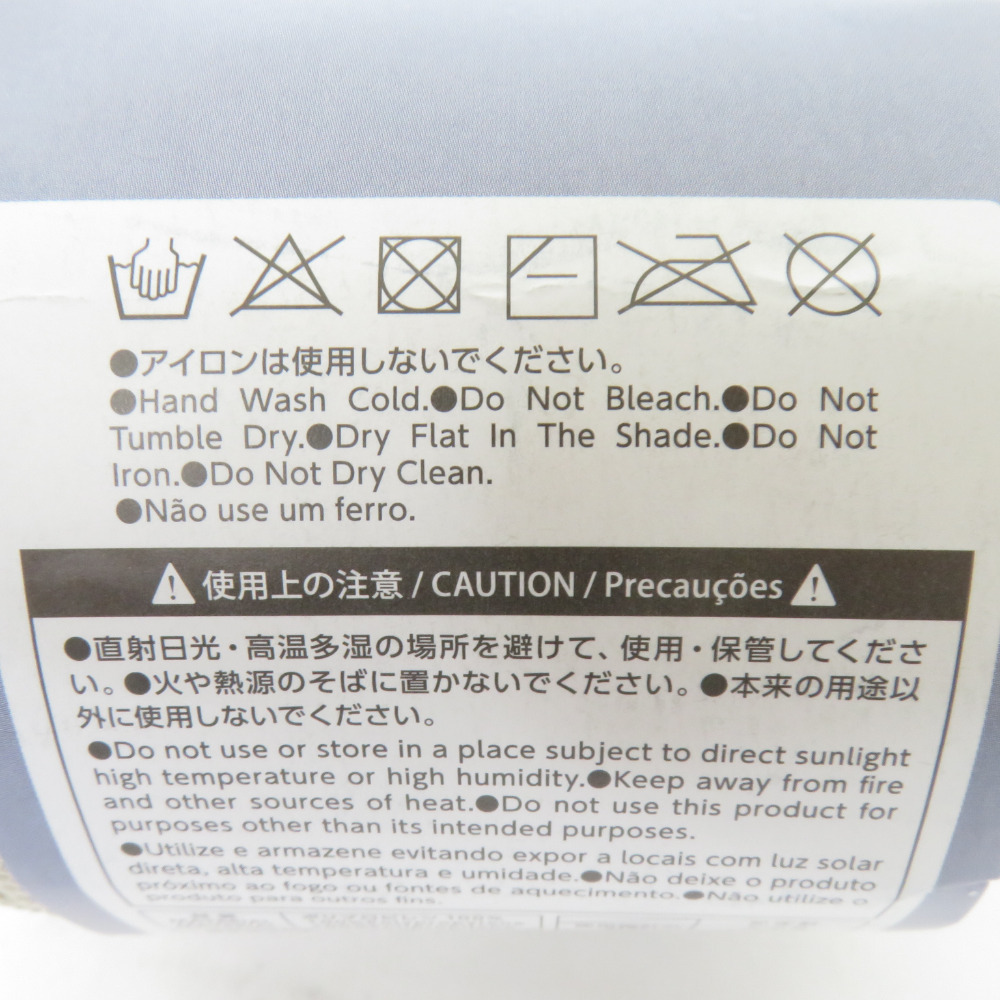 ●アイロンは使用しないでください。
●Hand Wash Cold.●Do Not Bleach.●Do Not
Tumble Dry.●Dry Flat In The Shade.●Do Not
Iron.●Do Not Dry Clean.
●Não use um ferro.
使用上の注意 / CAUTION / Precauções
●直射日光・高温多湿の場所を避けて、使用・保管してくださ
い。●火や熱源のそばに置かないでください。●本来の用途以
外に使用しないでください。
●Do not use or store in a place subject to direct sunlight
high temperature or high humidity.●Keep away from fire
and other sources of heat.●Do not use this product for
purposes other than its intended purposes.
●Utilize e armazene evitando expor a locais com luz solar
direta, alta temperatura e umidade.●Não deixe o produto
próximo ao fogo ou fontes de aquecimento.●Não utilize o
produto para outros fins.